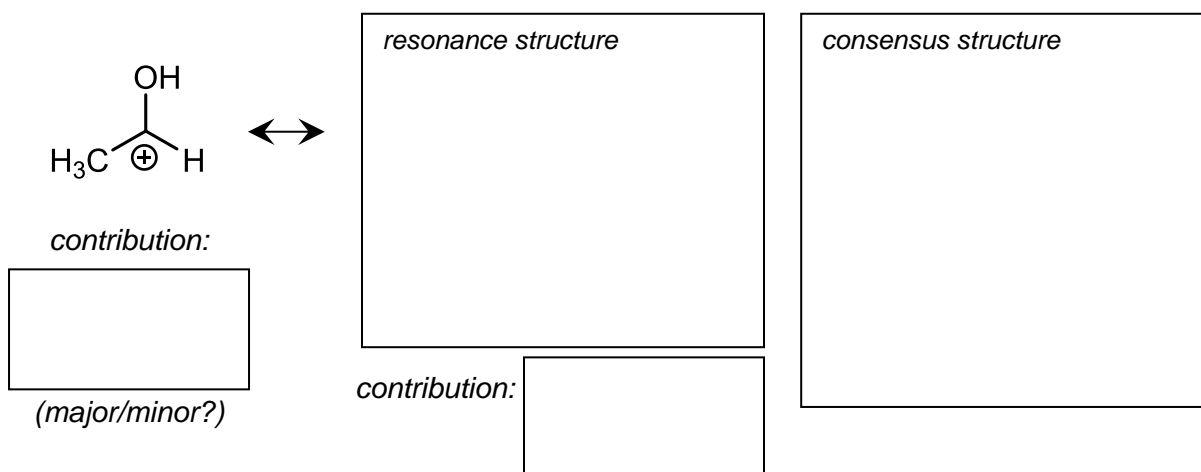 resonance structure
consensus structure
OH
H₃C ⊕ H
contribution:
contribution:
(major/minor?)